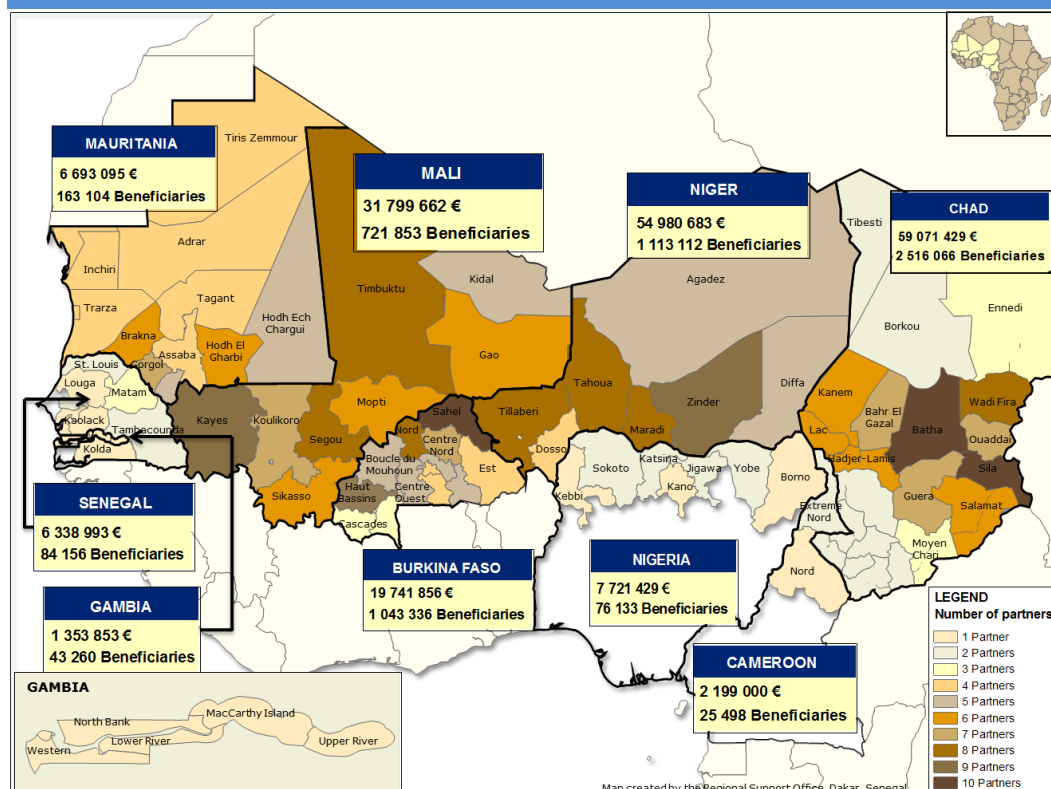 MAURITANIA
6 693 095 €
163 104 Beneficiaries
MALI
31 799 662 €
721 853 Beneficiaries
NIGER
54 980 683 €
1 113 112 Beneficiaries
CHAD
59 071 429 €
2 516 066 Beneficiaries
SENEGAL
6 338 993 €
84 156 Beneficiaries
GAMBIA
1 353 853 €
43 260 Beneficiaries
BURKINA FASO
19 741 856 €
1 043 336 Beneficiaries
NIGERIA
7 721 429 €
76 133 Beneficiaries
CAMEROON
2 199 000 €
25 498 Beneficiaries
Tiris Zemmour
Adrar
Inchiri
Trarza
Tagant
Brakna
Gorgol
Assaba
Hodh El
Gharbi
Hodh Ech
Chargui
St. Louis
Louga
Matam
Kaolack
Tambacounda
Kolda
Timbuktu
Kidal
Gao
Mopti
Kayes
Koulikoro
Segou
Sikasso
Sahel
Nord
Centre
Nord
Boucle du
Mouhoun
Haut
Bassins
Centre
Ouest
Est
Cascades
Agadez
Tahoua
Tillaberi
Dosso
Maradi
Zinder
Diffa
Sokoto
Katsina
Jigawa
Yobe
Kebbi
Kano
Borno
Extreme
Nord
Nord
Tibesti
Borkou
Ennedi
Kanem
Lac
Bahr El
Gazal
Batha
Wadi Fira
Ouaddai
Hadjer-Lamis
Sila
Guera
Salamat
Moyen
Chari
LEGEND
Number of partners
1 Partner
2 Partners
3 Partners
4 Partners
5 Partners
6 Partners
7 Partners
8 Partners
9 Partners
10 Partners
GAMBIA
North Bank
MacCarthy Island
Western
Lower River
Upper River
Map created by the Regional Support Office, Dakar, Senegal